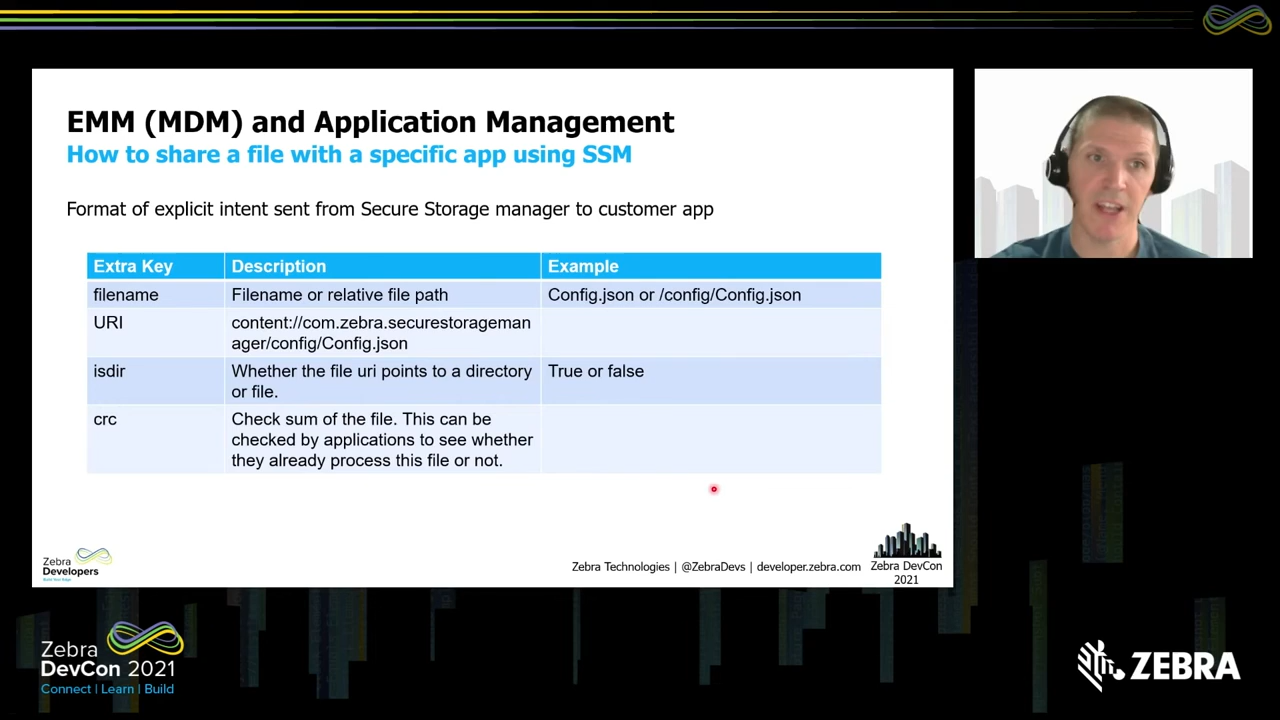 EMM (MDM) and Application Management
How to share a file with a specific app using SSM
Format of explicit intent sent from Secure Storage manager to customer app
Extra Key Description Example
filename Filename or relative file path Config.json or /config/Config.json
URI content://com.zebra.securestorageman
ager/config/Config.json
isdir Whether the file uri points to a directory True or false
or file.
crc Check sum of the file. This can be
checked by applications to see whether
they already process this file or not.
Zebra
Developers
Zebra Technologies | @ZebraDevs | developer.zebra.com
Zebra DevCon
2021
Zebra
DevCon 2021
Connect | Learn | Build
ZEBRA